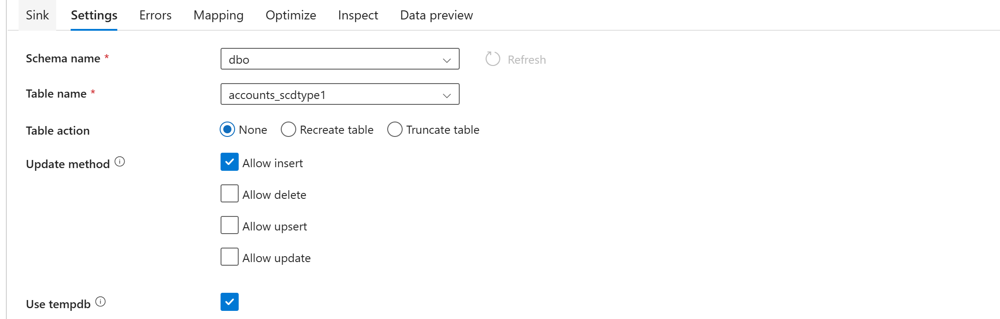 Sink Settings Errors Mapping Optimize Inspect Data preview
Schema name * dbo Refresh
Table name * accounts_scdtype1
Table action None Recreate table Truncate table
Update method Allow insert
Allow delete
Allow upsert
Allow update
Use tempdb